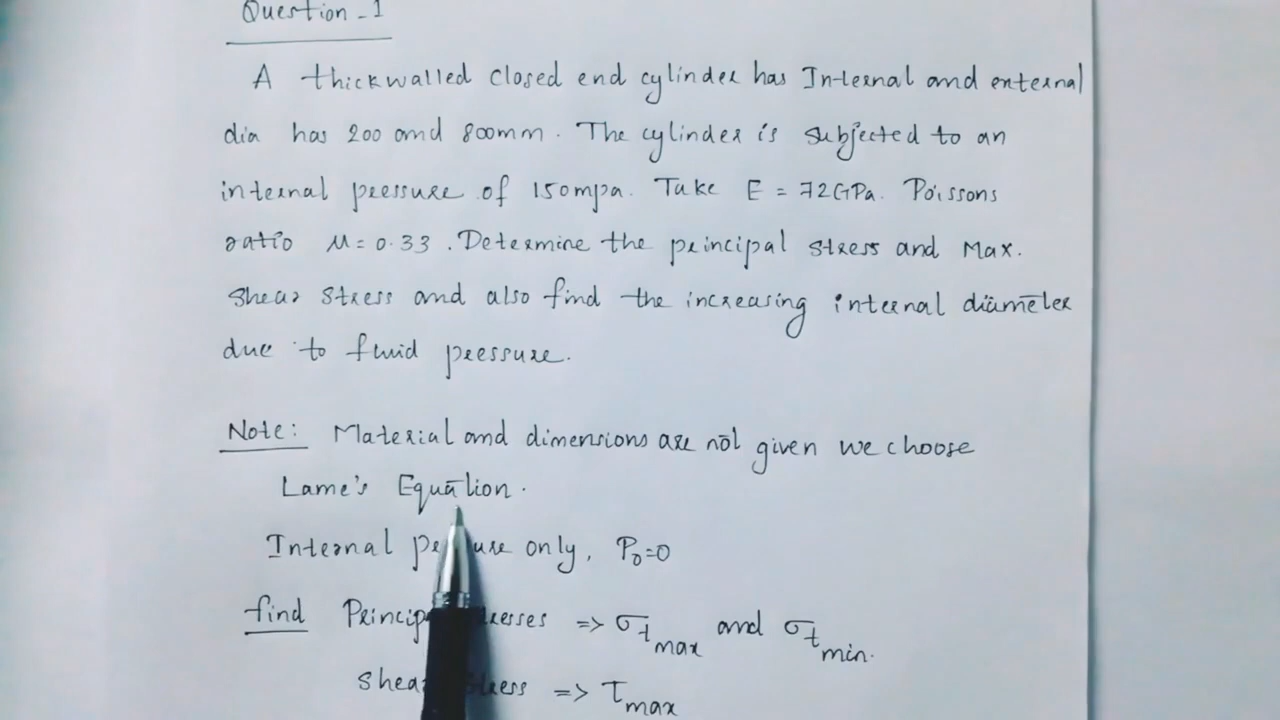 Question-1
A thickwalled closed end cylinder has Internal and external
dia has 200 and 800mm. The cylinder is subjected to an
internal pressure of 150mpa. Take E = 72GPa. Poissons
ratio μ = 0.33. Determine the principal stress and Max.
Shear stress and also find the increasing internal diameter
due to fluid pressure.
Note: Material and dimensions are not given we choose
Lame's Equation.
Internal only, P₀=0
find => σt max and σt min.
=> τmax